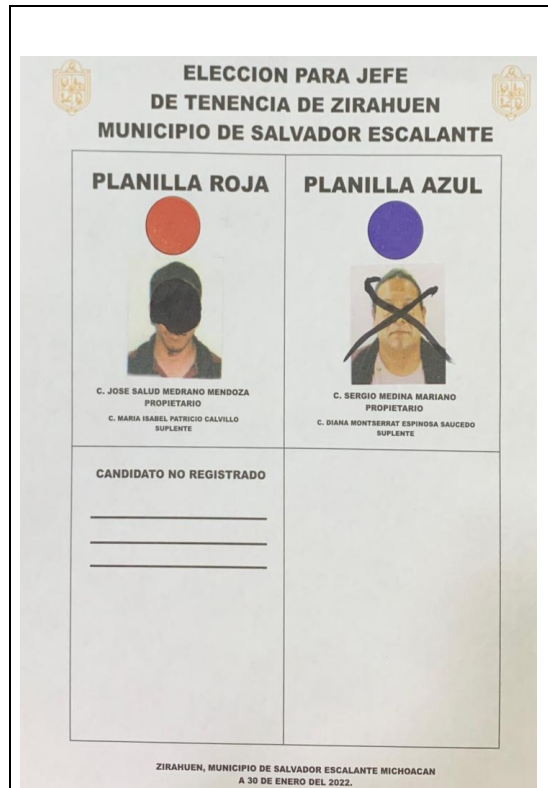 ELECCION PARA JEFE
DE TENENCIA DE ZIRAHUEN
MUNICIPIO DE SALVADOR ESCALANTE
PLANILLA ROJA
C. JOSE SALUD MEDRANO MENDOZA
PROPIETARIO
C. MARIA ISABEL PATRICIO CALVILLO
SUPLENTE
PLANILLA AZUL
C. SERGIO MEDINA MARIANO
PROPIETARIO
C. DIANA MONTSERRAT ESPINOSA SAUCEDO
SUPLENTE
CANDIDATO NO REGISTRADO
ZIRAHUEN, MUNICIPIO DE SALVADOR ESCALANTE MICHOACAN
A 30 DE ENERO DEL 2022.